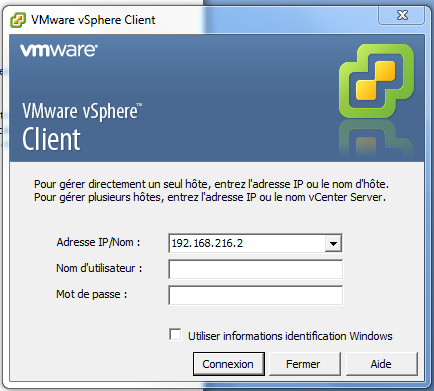 VMware vSphere Client
vmware®
VMware vSphere™
Client
Pour gérer directement un seul hôte, entrez l'adresse IP ou le nom d'hôte.
Pour gérer plusieurs hôtes, entrez l'adresse IP ou le nom vCenter Server.
Adresse IP/Nom :
192.168.216.2
Nom d'utilisateur :
Mot de passe :
Utiliser informations identification Windows
Connexion
Fermer
Aide